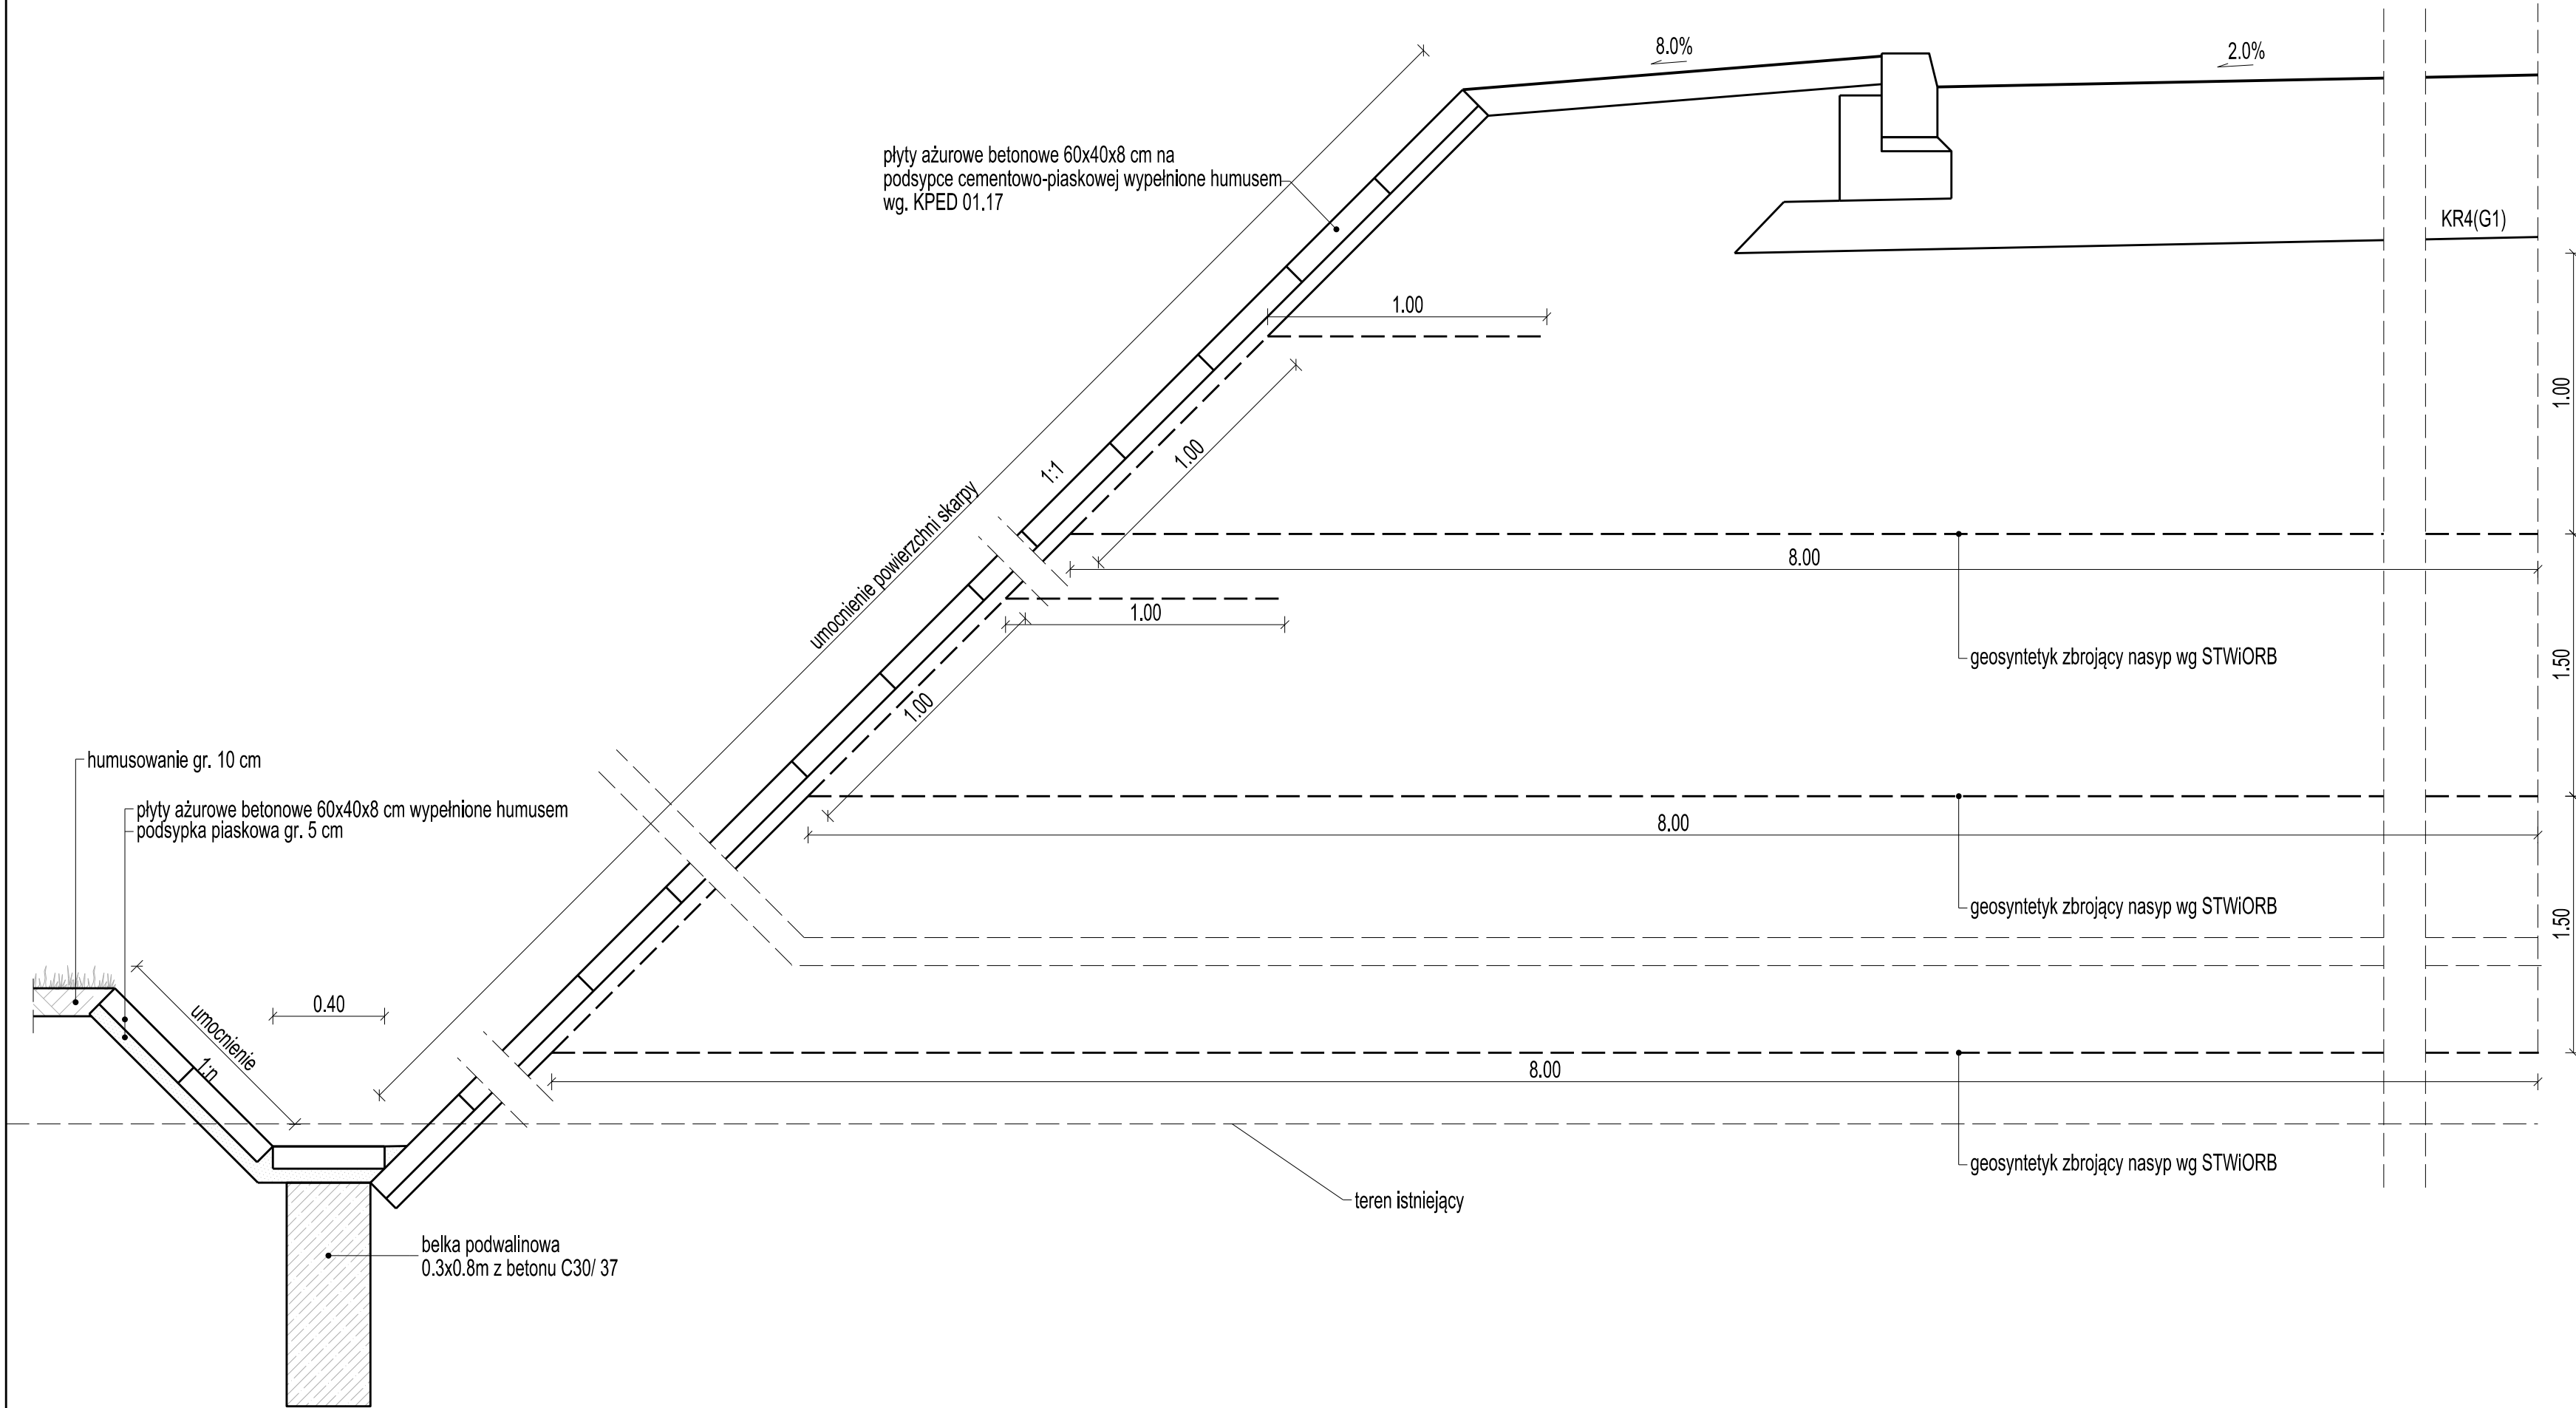 8.0%
2.0%
płyty ażurowe betonowe 60x40x8 cm na
podsypce cementowo-piaskowej wypełnione humusem
wg. KPED 01.17
KR4(G1)
1.00
1.00
1.00
1:1
umocnienie powierzchni skarpy
8.00
1.00
geosyntetyk zbrojący nasyp wg STWiORB
1.50
1.00
humusowanie gr. 10 cm
płyty ażurowe betonowe 60x40x8 cm wypełnione humusem
podsypka piaskowa gr. 5 cm
8.00
geosyntetyk zbrojący nasyp wg STWiORB
1.50
0.40
umocnienie
1:n
8.00
geosyntetyk zbrojący nasyp wg STWiORB
teren istniejący
belka podwalinowa
0.3x0.8m z betonu C30/ 37